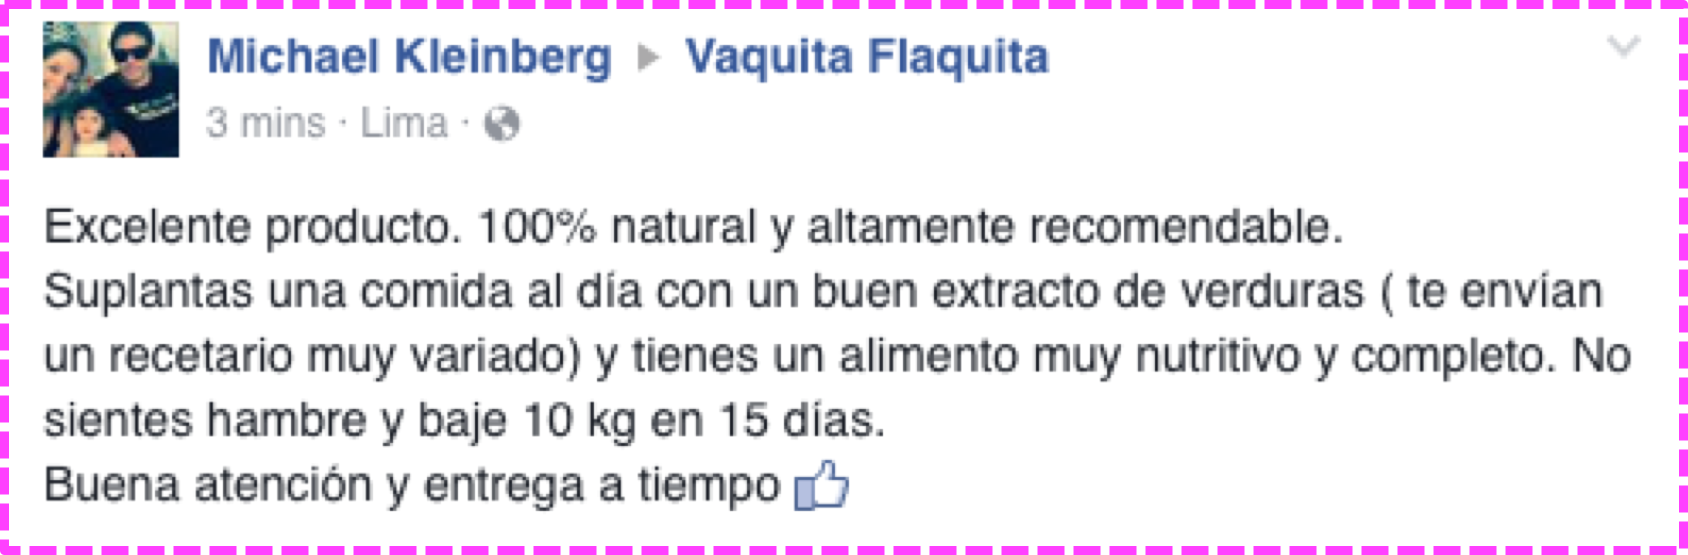 Michael Kleinberg ▶ Vaquita Flaquita
3 mins · Lima ·
Excelente producto. 100% natural y altamente recomendable.
Suplantas una comida al día con un buen extracto de verduras ( te envían
un recetario muy variado) y tienes un alimento muy nutritivo y completo. No
sientes hambre y baje 10 kg en 15 días.
Buena atención y entrega a tiempo